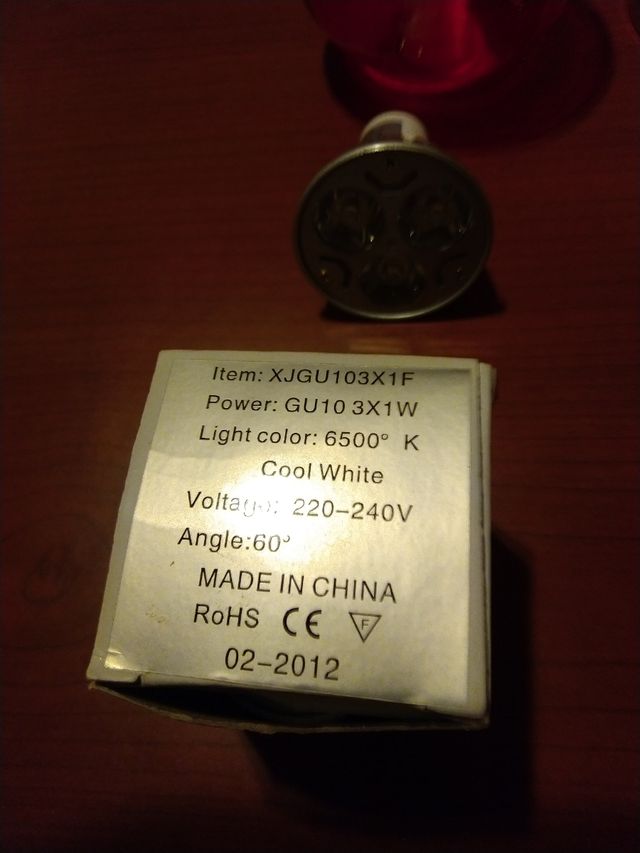 Item: XJGU103X1F
Power: GU10 3X1W
Light color: 6500° K
Cool White
Voltage: 220-240V
Angle:60°
MADE IN CHINA
RoHS CE F
02-2012